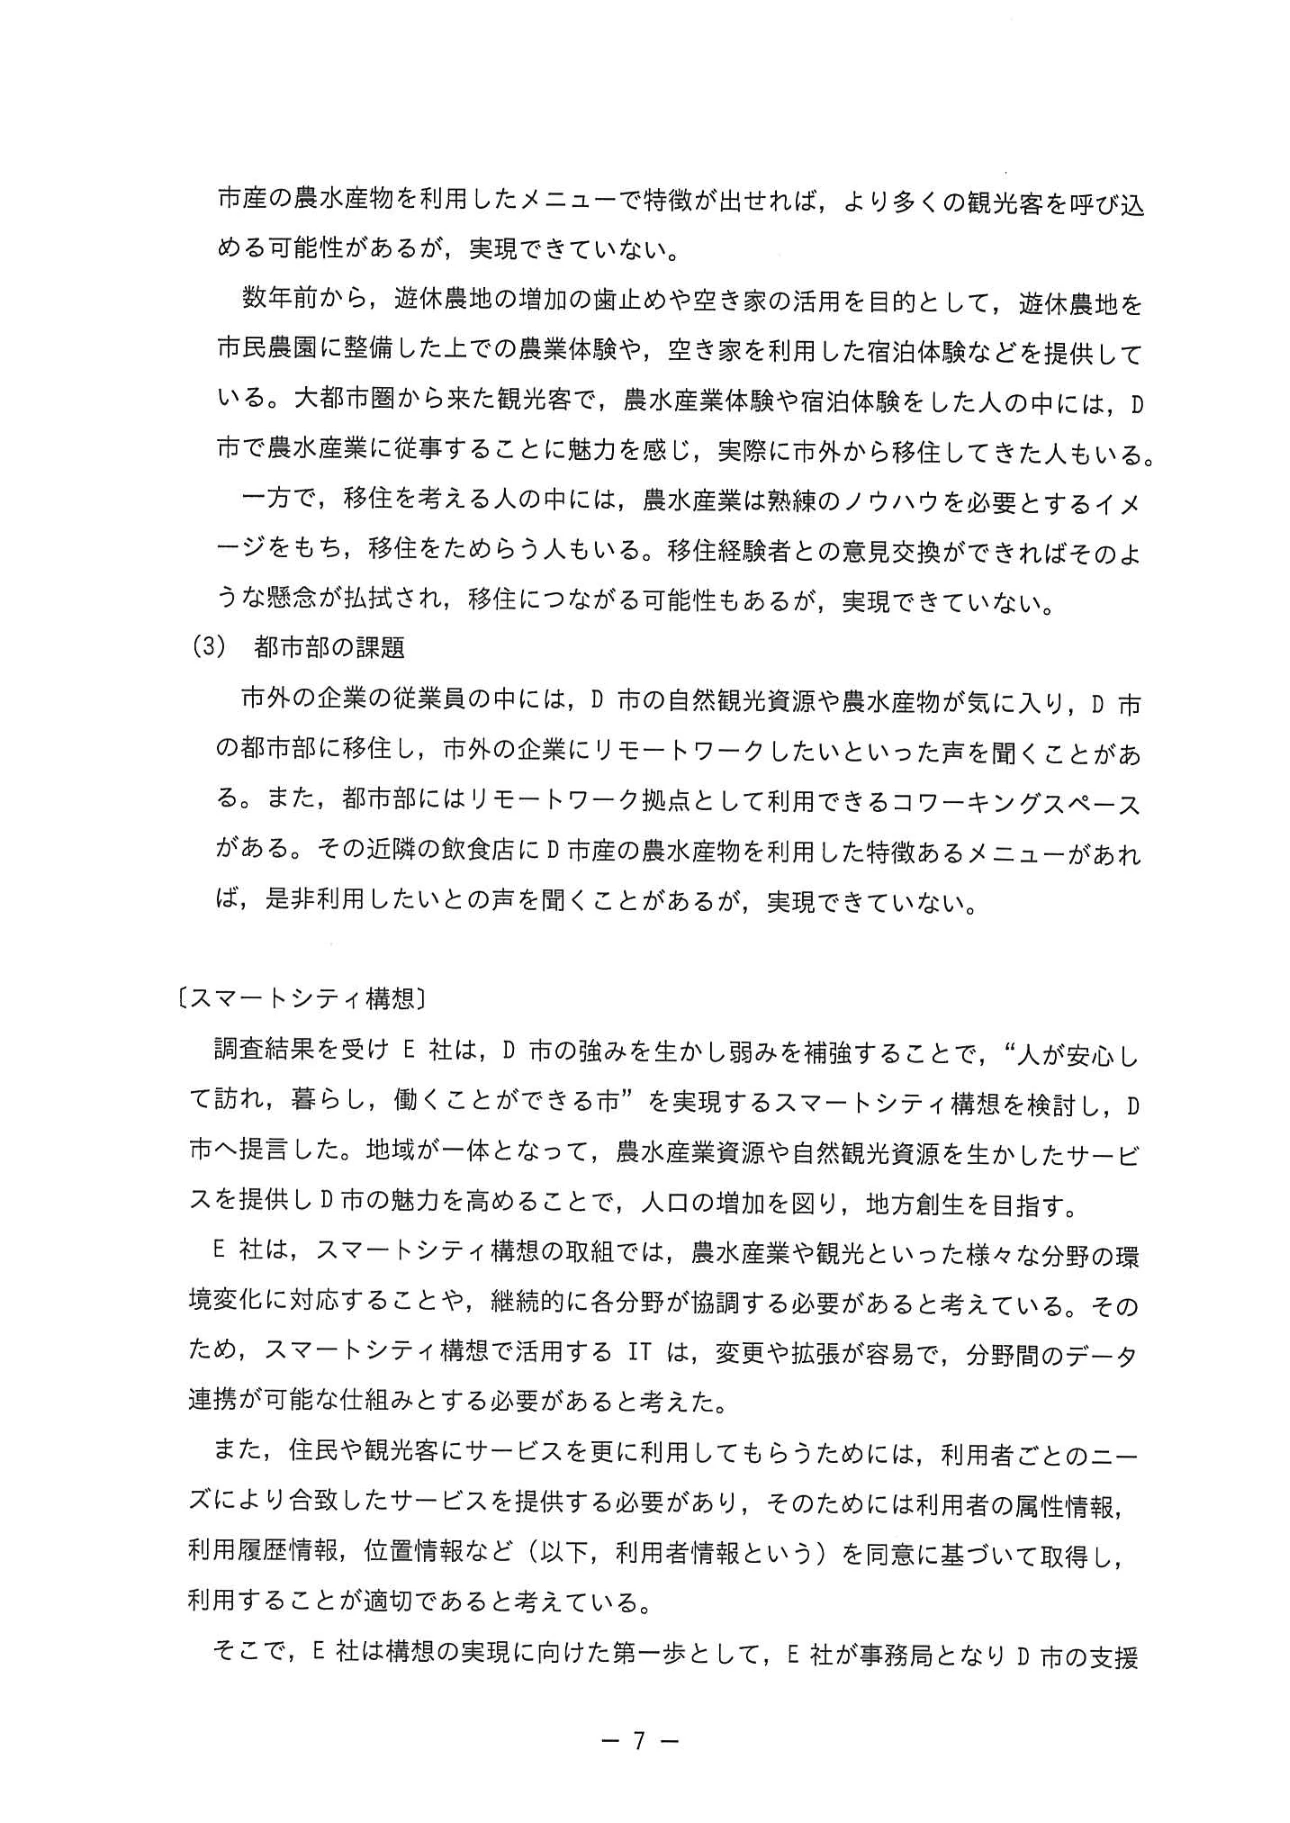 市産の農水産物を利用したメニューで特徴が出せれば，より多くの観光客を呼び込
める可能性があるが，実現できていない。
数年前から，遊休農地の増加の歯止めや空き家の活用を目的として，遊休農地を
市民農園に整備した上での農業体験や，空き家を利用した宿泊体験などを提供して
いる。大都市圏から来た観光客で，農水産業体験や宿泊体験をした人の中には，D
市で農水産業に従事することに魅力を感じ，実際に市外から移住してきた人もいる。
一方で，移住を考える人の中には，農水産業は熟練のノウハウを必要とするイメ
ージをもち，移住をためらう人もいる。移住経験者との意見交換ができればそのよ
うな懸念が払拭され，移住につながる可能性もあるが，実現できていない。
(3) 都市部の課題
市外の企業の従業員の中には，D 市の自然観光資源や農水産物が気に入り，D 市
の都市部に移住し，市外の企業にリモートワークしたいといった声を聞くことがあ
る。また，都市部にはリモートワーク拠点として利用できるコワーキングスペース
がある。その近隣の飲食店に D 市産の農水産物を利用した特徴あるメニューがあれ
ば，是非利用したいとの声を聞くことがあるが，実現できていない。
〔スマートシティ構想〕
調査結果を受け E 社は，D 市の強みを生かし弱みを補強することで，“人が安心し
て訪れ，暮らし，働くことができる市”を実現するスマートシティ構想を検討し，D
市へ提言した。地域が一体となって，農水産業資源や自然観光資源を生かしたサービ
スを提供し D 市の魅力を高めることで，人口の増加を図り，地方創生を目指す。
E 社は，スマートシティ構想の取組では，農水産業や観光といった様々な分野の環
境変化に対応することや，継続的に各分野が協調する必要があると考えている。その
ため，スマートシティ構想で活用する IT は，変更や拡張が容易で，分野間のデータ
連携が可能な仕組みとする必要があると考えた。
また，住民や観光客にサービスを更に利用してもらうためには，利用者ごとのニー
ズにより合致したサービスを提供する必要があり，そのためには利用者の属性情報，
利用履歴情報，位置情報など（以下，利用者情報という）を同意に基づいて取得し，
利用することが適切であると考えている。
そこで，E 社は構想の実現に向けた第一歩として，E 社が事務局となり D 市の支援
― 7 ―